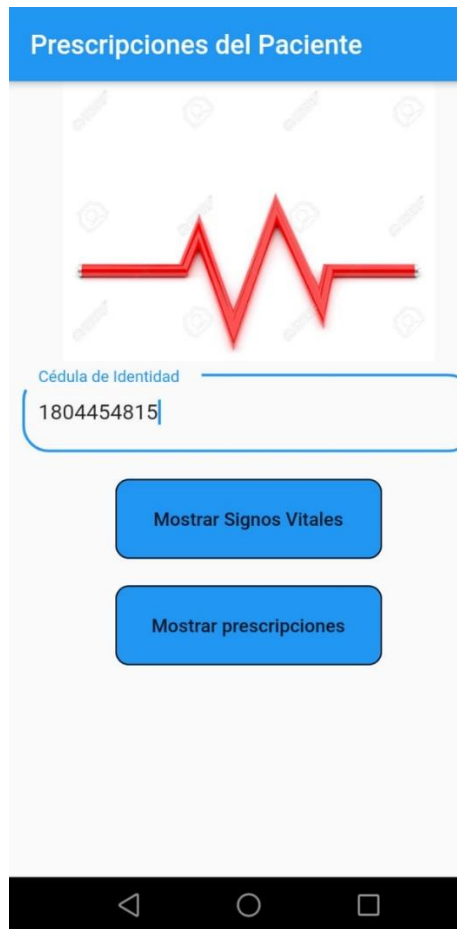 Prescripciones del Paciente
Cédula de Identidad
1804454815
Mostrar Signos Vitales
Mostrar prescripciones